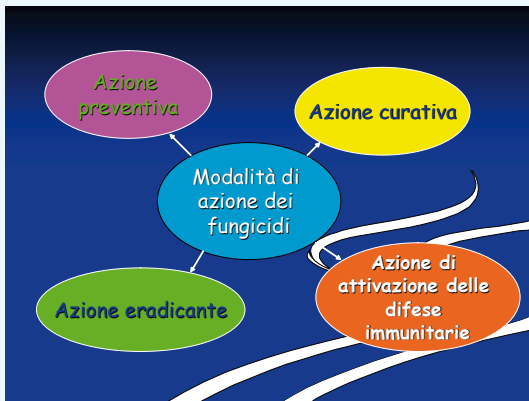 Azione
preventiva
Azione curativa
Modalità di
azione dei
fungicidi
Azione eradicante
Azione di
attivazione delle
difese
immunitarie